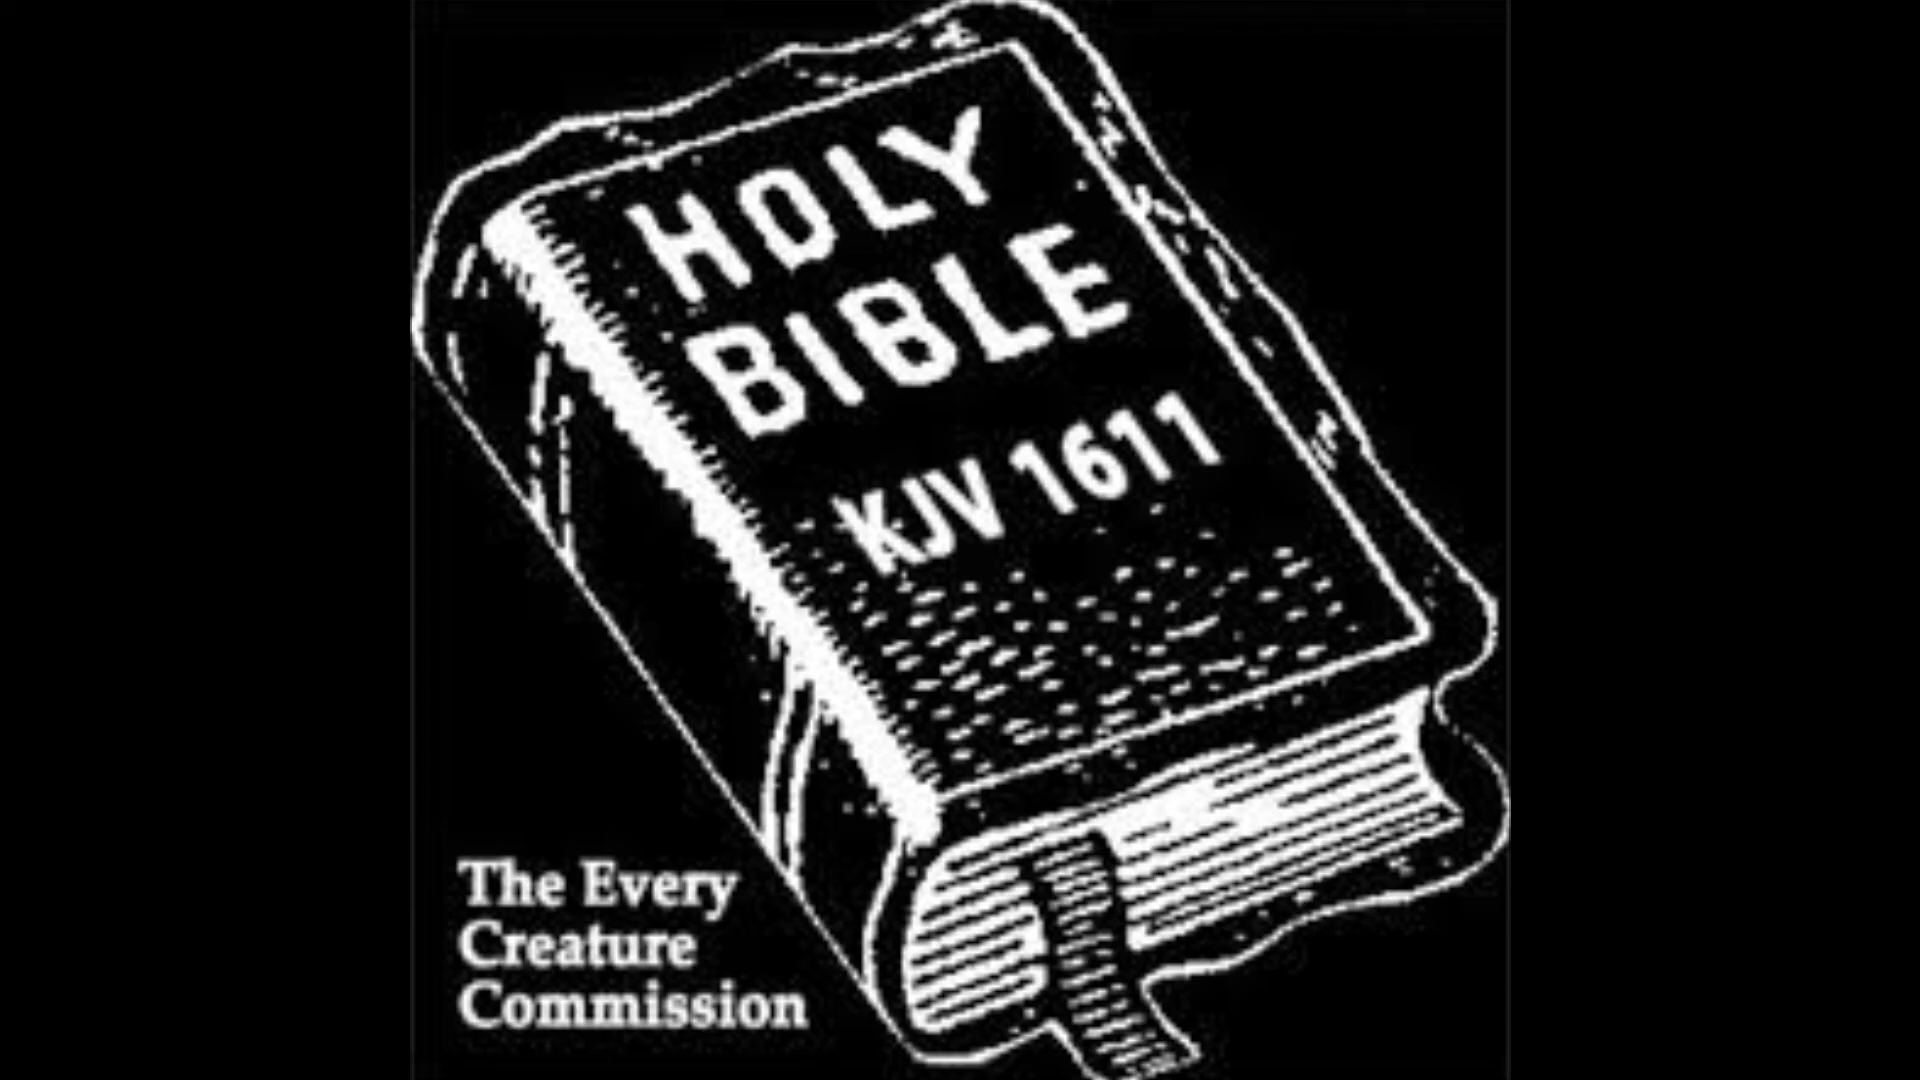 HOLY
BIBLE
KJV 1611
The Every
Creature
Commission